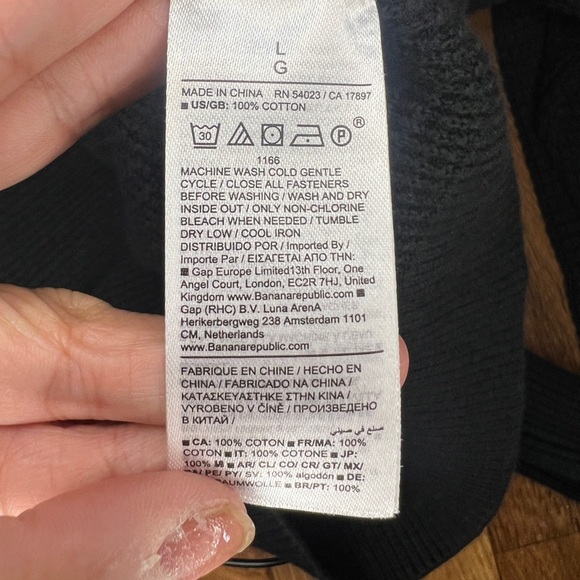 L
G
MADE IN CHINA RN 54023 / CA 17897
■ US/GB: 100% COTTON
30 P ®
1166
MACHINE WASH COLD GENTLE
CYCLE / CLOSE ALL FASTENERS
BEFORE WASHING / WASH AND DRY
INSIDE OUT / ONLY NON-CHLORINE
BLEACH WHEN NEEDED / TUMBLE
DRY LOW / COOL IRON
DISTRIBUIDO POR / Imported By /
Importe Par / ΕΙΣΑΓΕΤΑΙ ΑΠΟ ΤΗΝ:
■ Gap Europe Limited13th Floor, One
Angel Court, London, EC2R 7HJ, United
Kingdom www.Bananarepublic.com ■
Gap (RHC) B.V. Luna ArenA
Herikerbergweg 238 Amsterdam 1101
CM, Netherlands
www.Bananarepublic.com
FABRIQUE EN CHINE / HECHO EN
CHINA / FABRICADO NA CHINA /
ΚΑΤΑΣΚΕΥΑΣΤΗΚΕ ΣΤΗΝ ΚΙΝΑ /
VYROBENO V ČÍNĚ / ПРОИЗВЕДЕНО
В КИТАЙ /
صنع في صيني
■ CA: 100% COTON ■ FR/MA: 100%
COTON ■ IT: 100% COTONE ■ JP:
100% ■ AR/ CL/ CO/ CR/ GT/ MX/
PE/ PY/ SV: 100% algodón ■ DE:
■ BR/PT: 100%